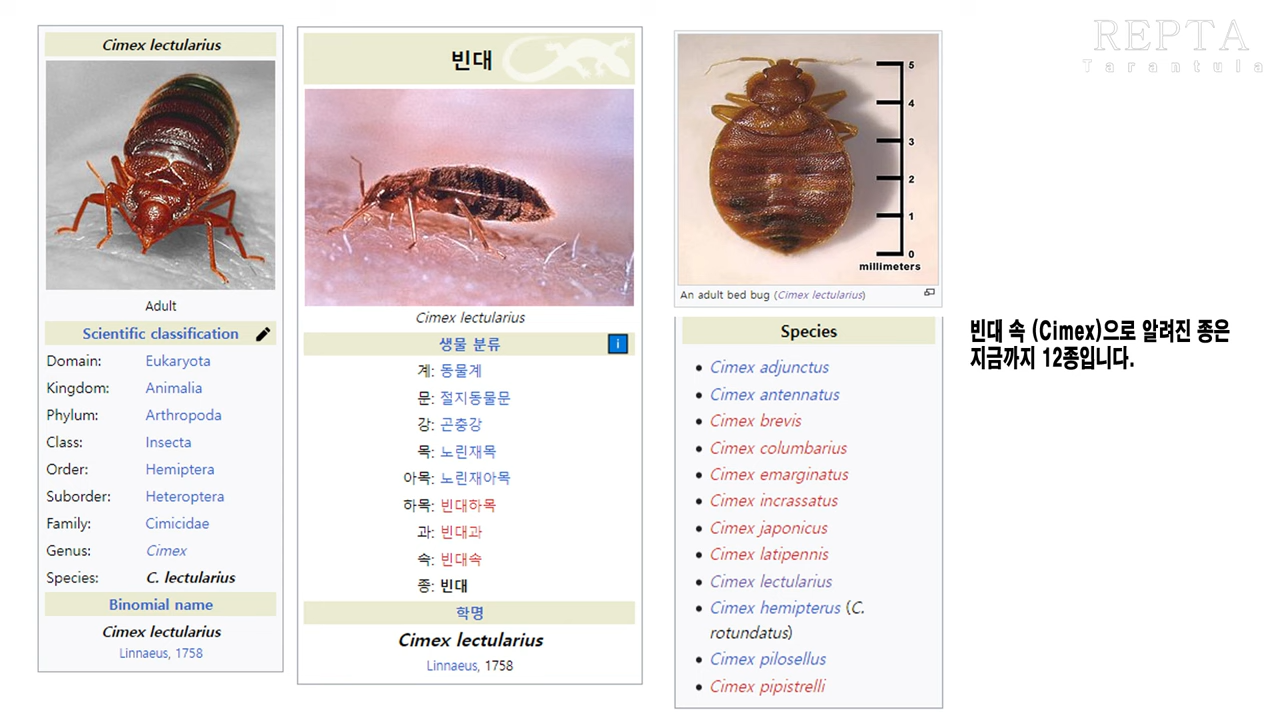 Cimex lectularius
Adult
Scientific classification
Domain: Eukaryota
Kingdom: Animalia
Phylum: Arthropoda
Class: Insecta
Order: Hemiptera
Suborder: Heteroptera
Family: Cimicidae
Genus: Cimex
Species: C. lectularius
Binomial name
Cimex lectularius
Linnaeus, 1758
빈대
Cimex lectularius
생물 분류
i
계: 동물계
문: 절지동물문
강: 곤충강
목: 노린재목
아목: 노린재아목
하목: 빈대하목
과: 빈대과
속: 빈대속
종: 빈대
학명
Cimex lectularius
Linnaeus, 1758
5
4
3
2
1
0
millimeters
An adult bed bug (Cimex lectularius)
Species
Cimex adjunctus
Cimex antennatus
Cimex brevis
Cimex columbarius
Cimex emarginatus
Cimex incrassatus
Cimex japonicus
Cimex latipennis
Cimex lectularius
Cimex hemipterus (C.
rotundatus)
Cimex pilosellus
Cimex pipistrelli
REPTA
Tarantula
빈대 속 (Cimex)으로 알려진 종은
지금까지 12종입니다.